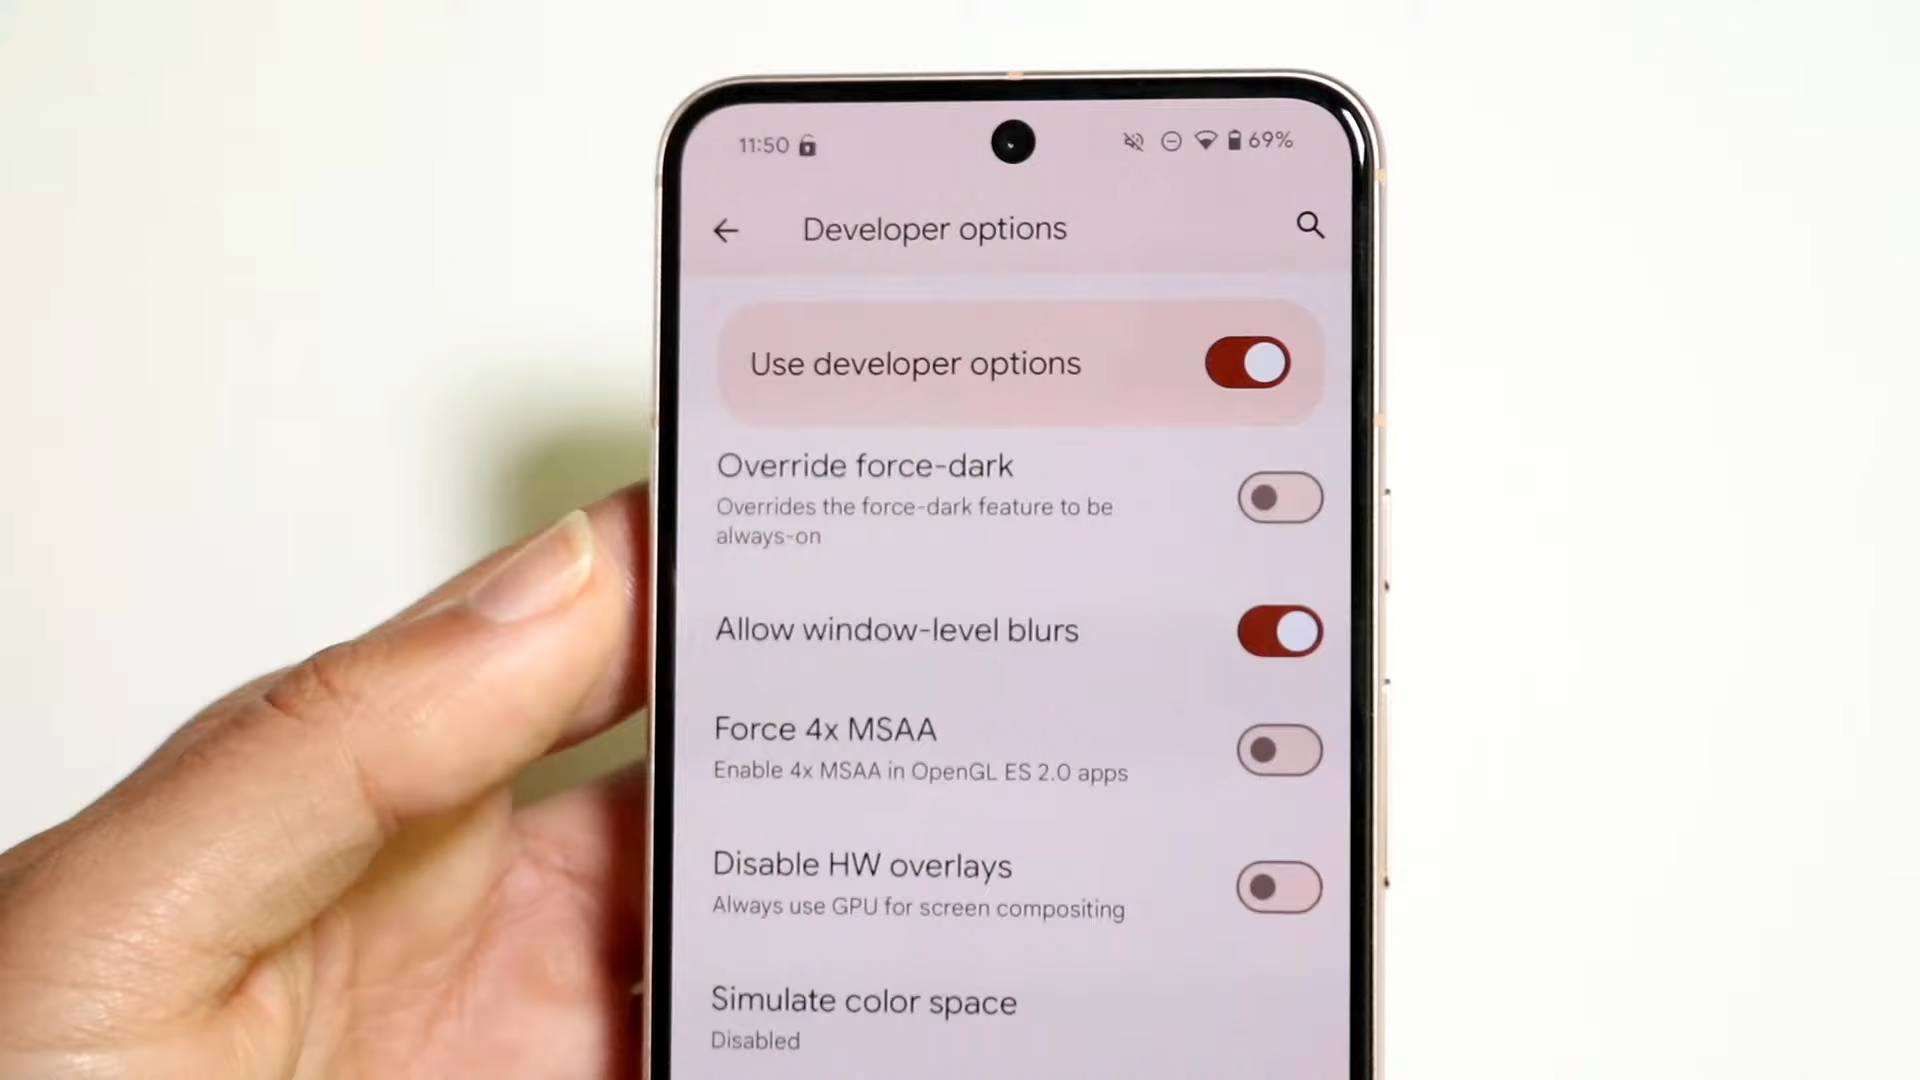 11:50 69%
Developer options
Use developer options
Override force-dark
Overrides the force-dark feature to be
always-on
Allow window-level blurs
Force 4x MSAA
Enable 4x MSAA in OpenGL ES 2.0 apps
Disable HW overlays
Always use GPU for screen compositing
Simulate color space
Disabled